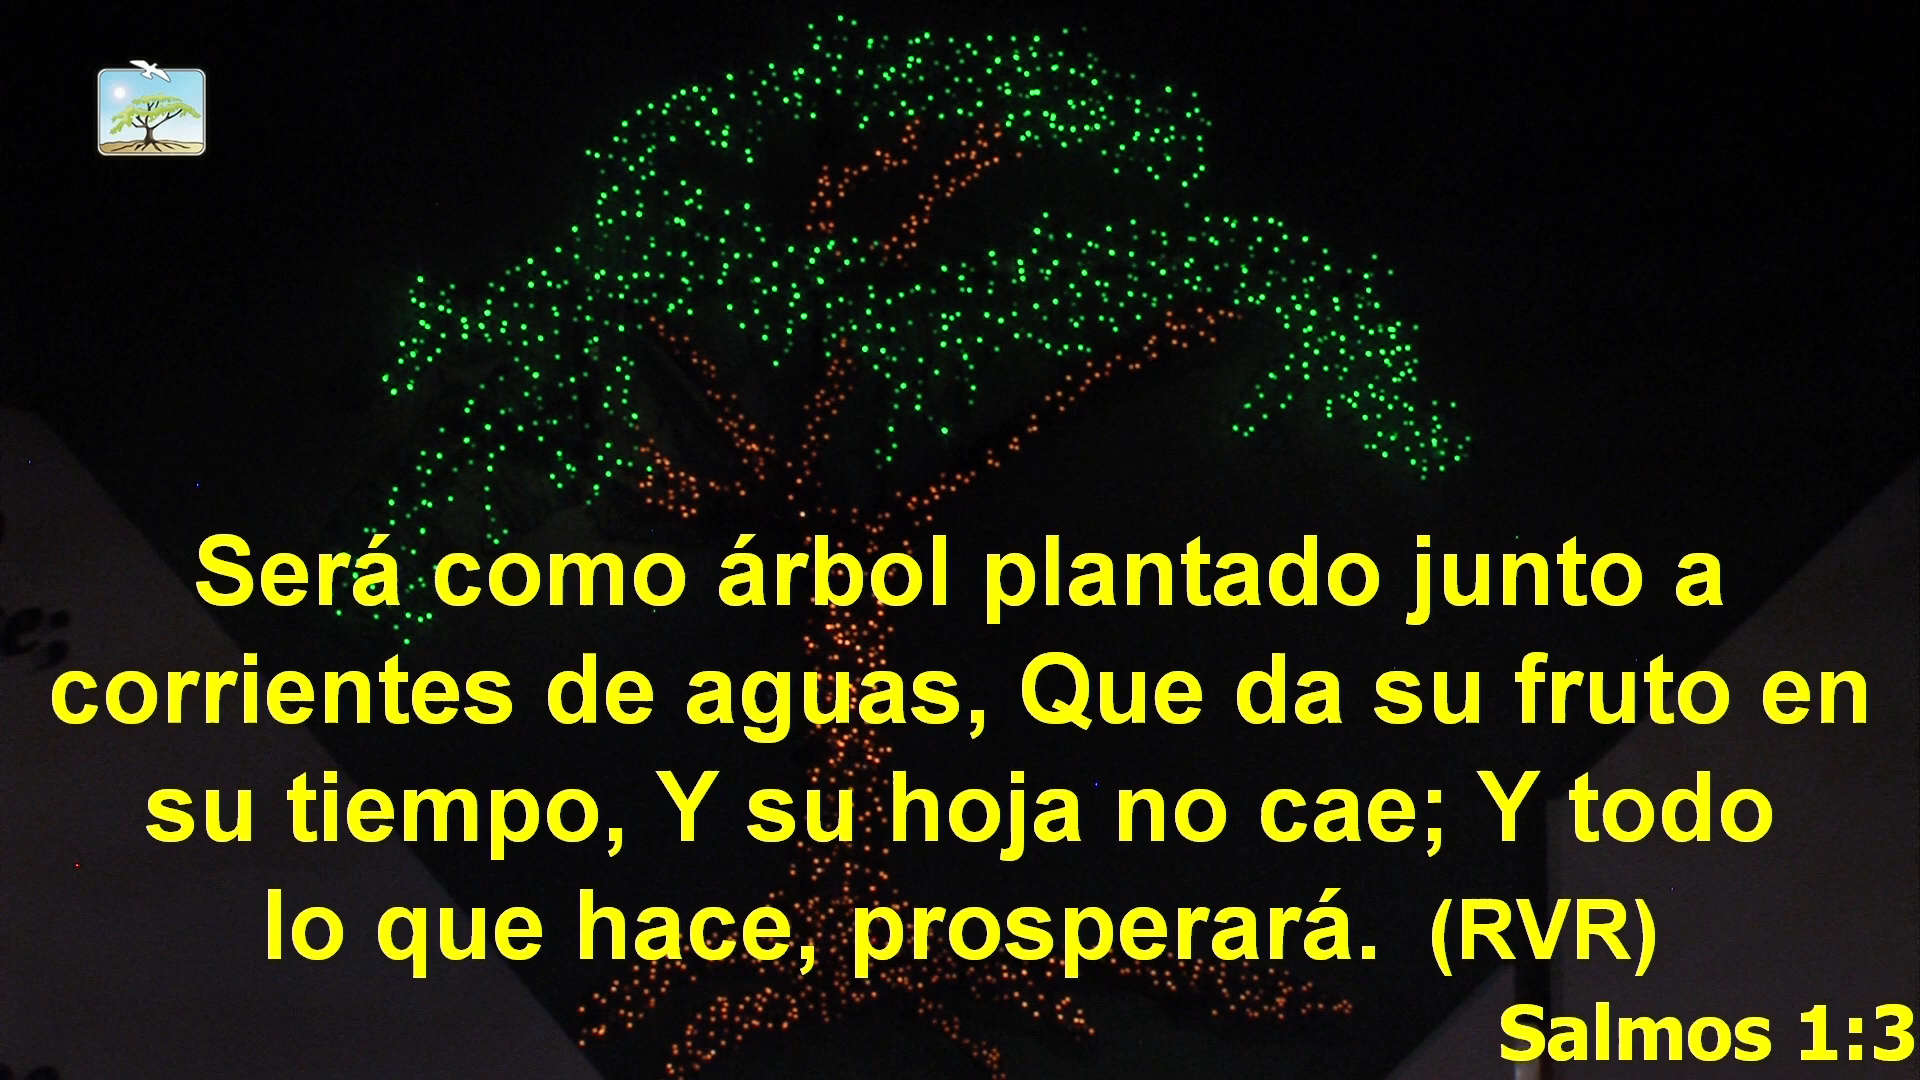 Será como árbol plantado junto a
corrientes de aguas, Que da su fruto en
su tiempo, Y su hoja no cae; Y todo
lo que hace, prosperará. (RVR)
Salmos 1:3